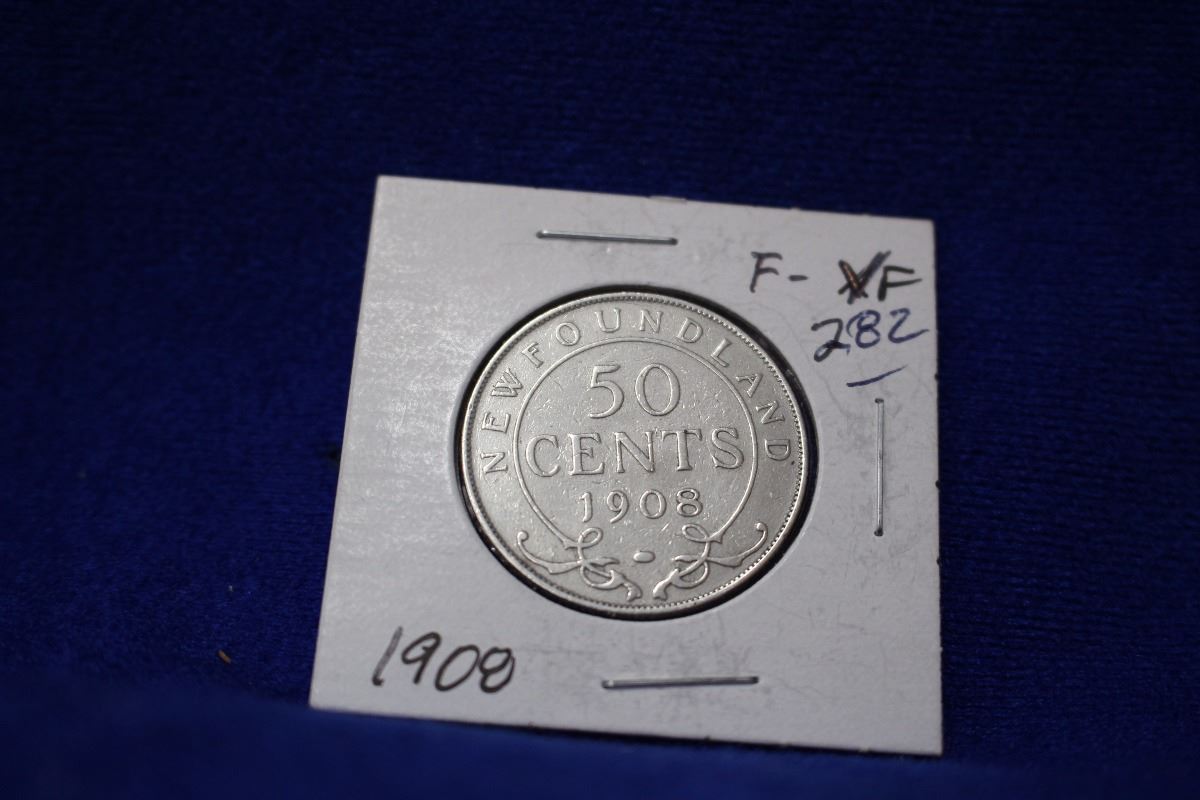 F-VF
282
NEWFOUNDLAND
50
CENTS
1908
1908